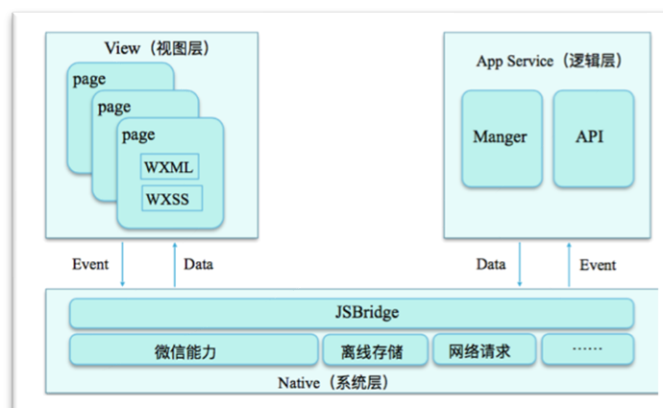 View（视图层）
page
page
page
WXML
WXSS
App Service（逻辑层）
Manger
API
Event
Data
Data
Event
JSBridge
微信能力
离线存储
网络请求
······
Native（系统层）